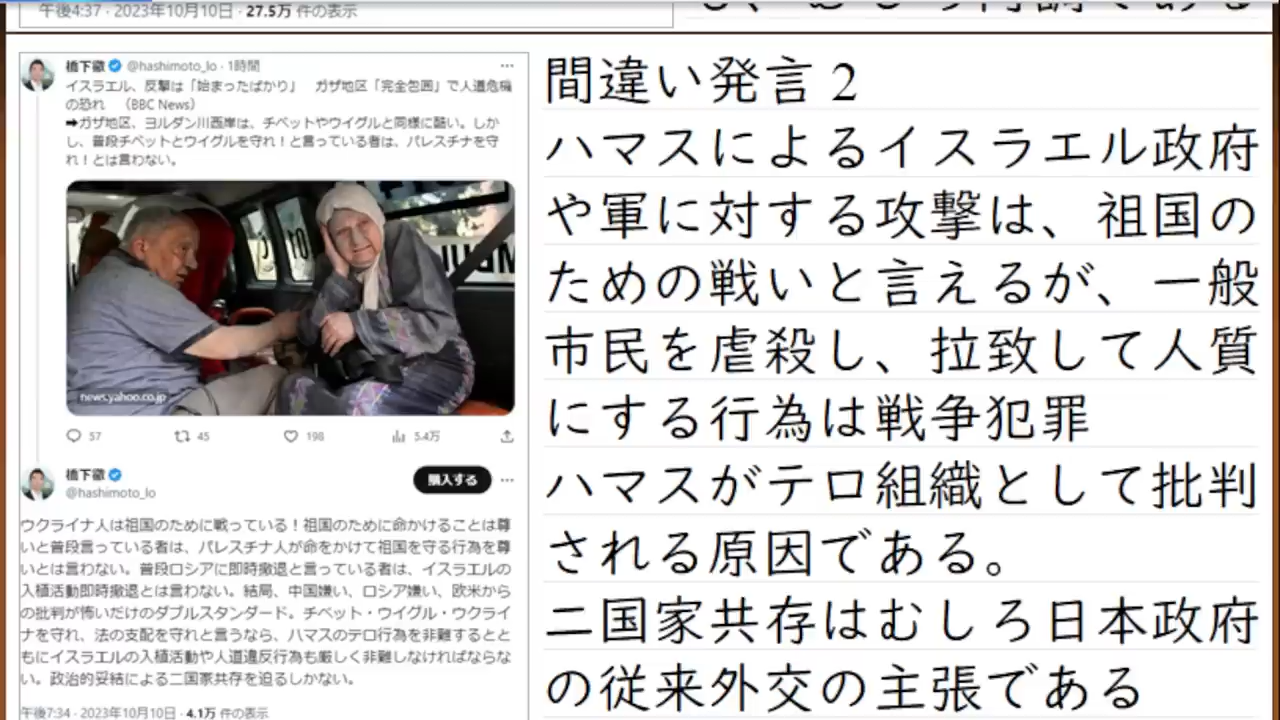 午後4:37 · 2023年10月10日 · 27.5万 件の表示
橋下徹 @hashimoto_lo · 1時間
イスラエル、反撃は「始まったばかり」　ガザ地区「完全包囲」で人道危機
の恐れ　（BBC News）
➡ガザ地区、ヨルダン川西岸は、チベットやウイグルと同様に酷い。しか
し、普段チベットとウイグルを守れ！と言っている者は、パレスチナを守
れ！とは言わない。
news.yahoo.co.jp
57 45 198 5.4万
橋下徹
購入する
@hashimoto_lo
ウクライナ人は祖国のために戦っている！祖国のために命かけることは尊
いと普段言っている者は、パレスチナ人が命をかけて祖国を守る行為を尊
いとは言わない。普段ロシアに即時撤退と言っている者は、イスラエルの
入植活動即時撤退とは言わない。結局、中国嫌い、ロシア嫌い、欧米から
の批判が怖いだけのダブルスタンダード。チベット・ウイグル・ウクライ
ナを守れ、法の支配を守れと言うなら、ハマスのテロ行為を非難するとと
もにイスラエルの入植活動や人道違反行為も厳しく非難しなければならな
い。政治的妥結による二国家共存を迫るしかない。
午後7:34 · 2023年10月10日 · 4.1万 件の表示
間違い発言２
ハマスによるイスラエル政府
や軍に対する攻撃は、祖国の
ための戦いと言えるが、一般
市民を虐殺し、拉致して人質
にする行為は戦争犯罪
ハマスがテロ組織として批判
される原因である。
二国家共存はむしろ日本政府
の従来外交の主張である